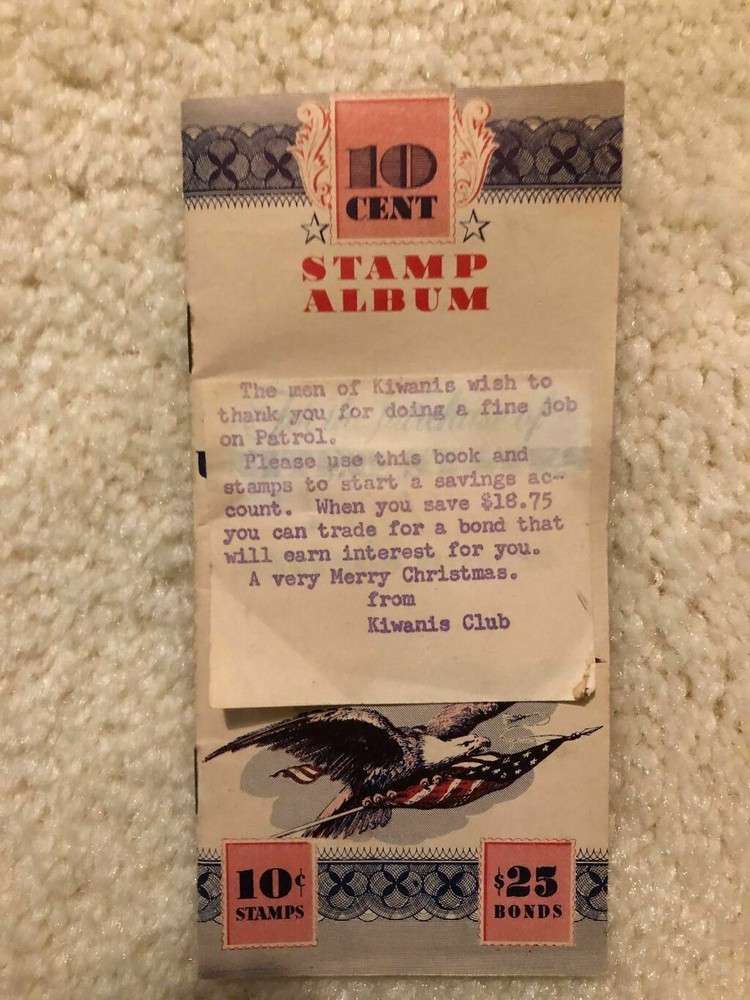 10
CENT
STAMP
ALBUM
The men of Kiwanis wish to
thank you for doing a fine job
on Patrol.
Please use this book and
stamps to start a savings ac-
count. When you save $18.75
you can trade for a bond that
will earn interest for you.
A very Merry Christmas.
from
Kiwanis Club
10¢
STAMPS
$25
BONDS